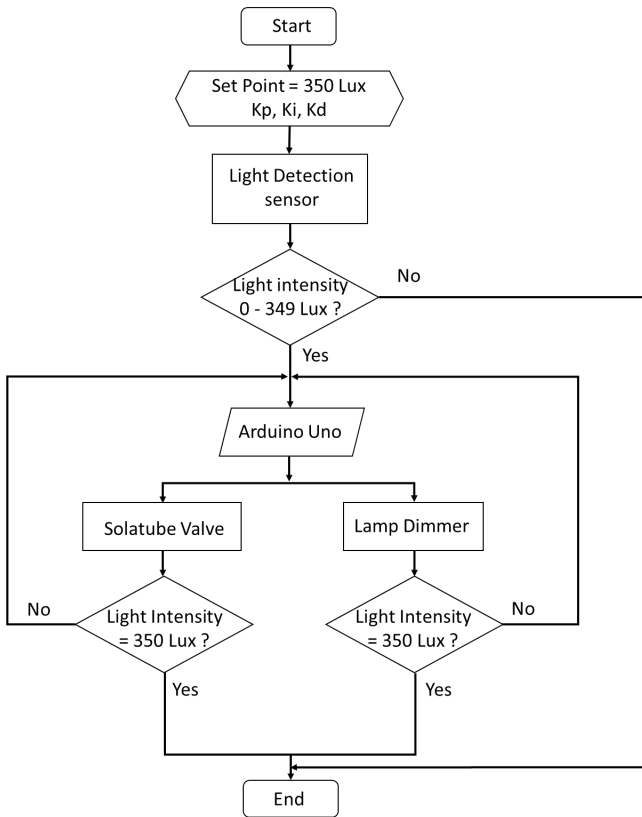 Start
Set Point = 350 Lux
Kp, Ki, Kd
Light Detection
sensor
Light intensity
0 - 349 Lux ?
No
Yes
Arduino Uno
Solatube Valve
Lamp Dimmer
No
Light Intensity
= 350 Lux ?
Yes
Light Intensity
= 350 Lux ?
No
Yes
End